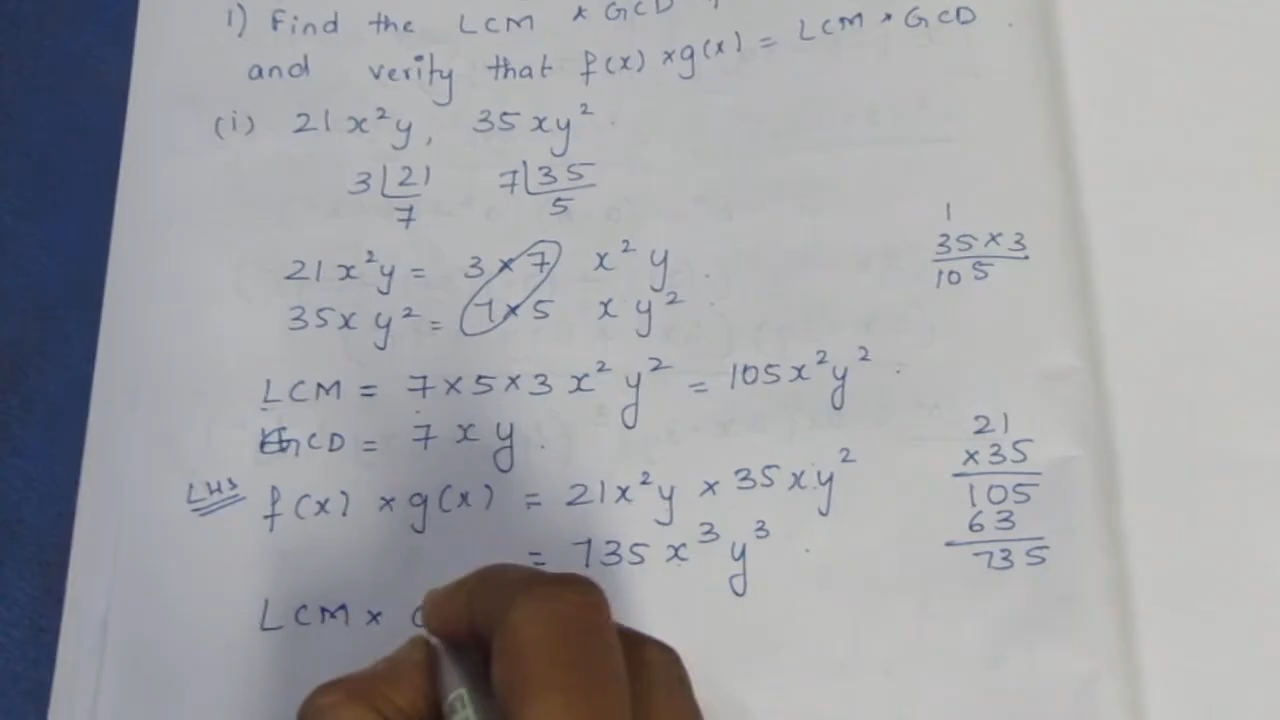 1) Find the LCM * GCD
and verify that f(x) × g(x) = LCM * GCD.
(i) 21x²y, 35xy².
3|21 7|35
7 5
21x²y = 3 × 7 x²y.
35xy² = 7 × 5 xy².
1
35 × 3
105
LCM = 7 × 5 × 3 x²y² = 105x²y².
GCD = 7xy.
LHS f(x) × g(x) = 21x²y × 35xy²
= 735x³y³.
21
×35
105
63
735
LCM ×